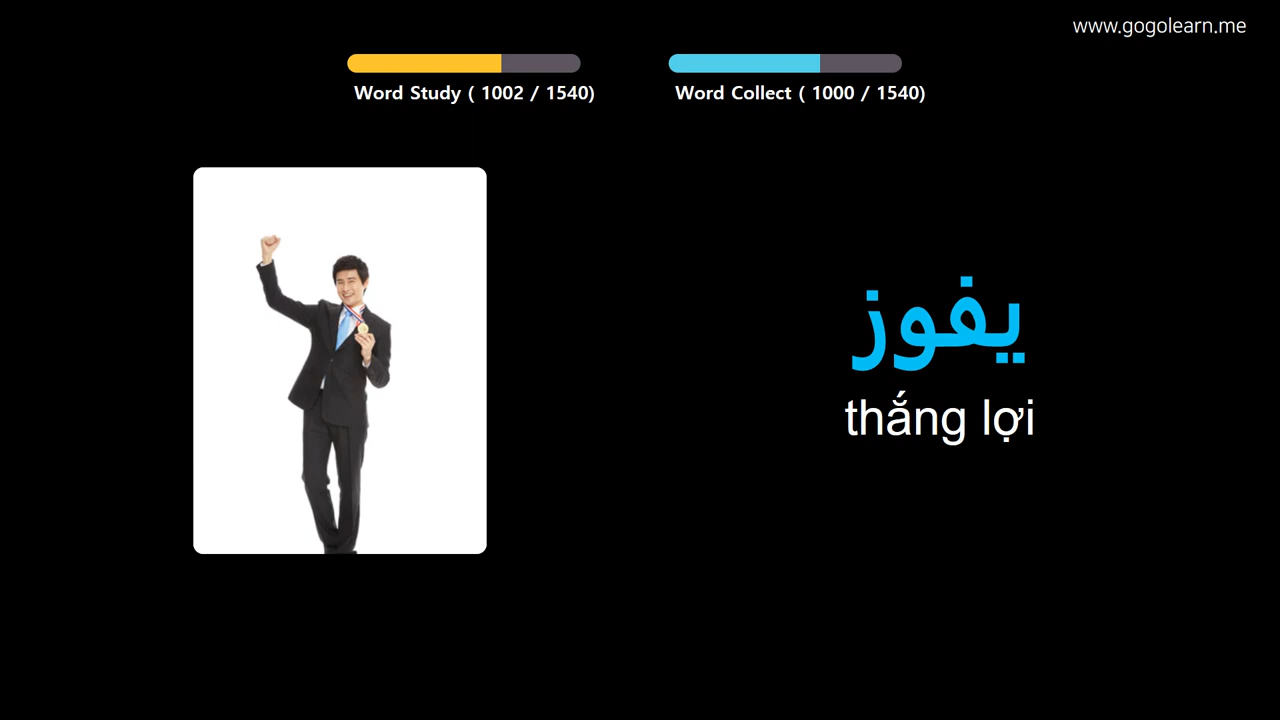 www.gogolearn.me
Word Study ( 1002 / 1540)
Word Collect ( 1000 / 1540)
يفوز
thắng lợi